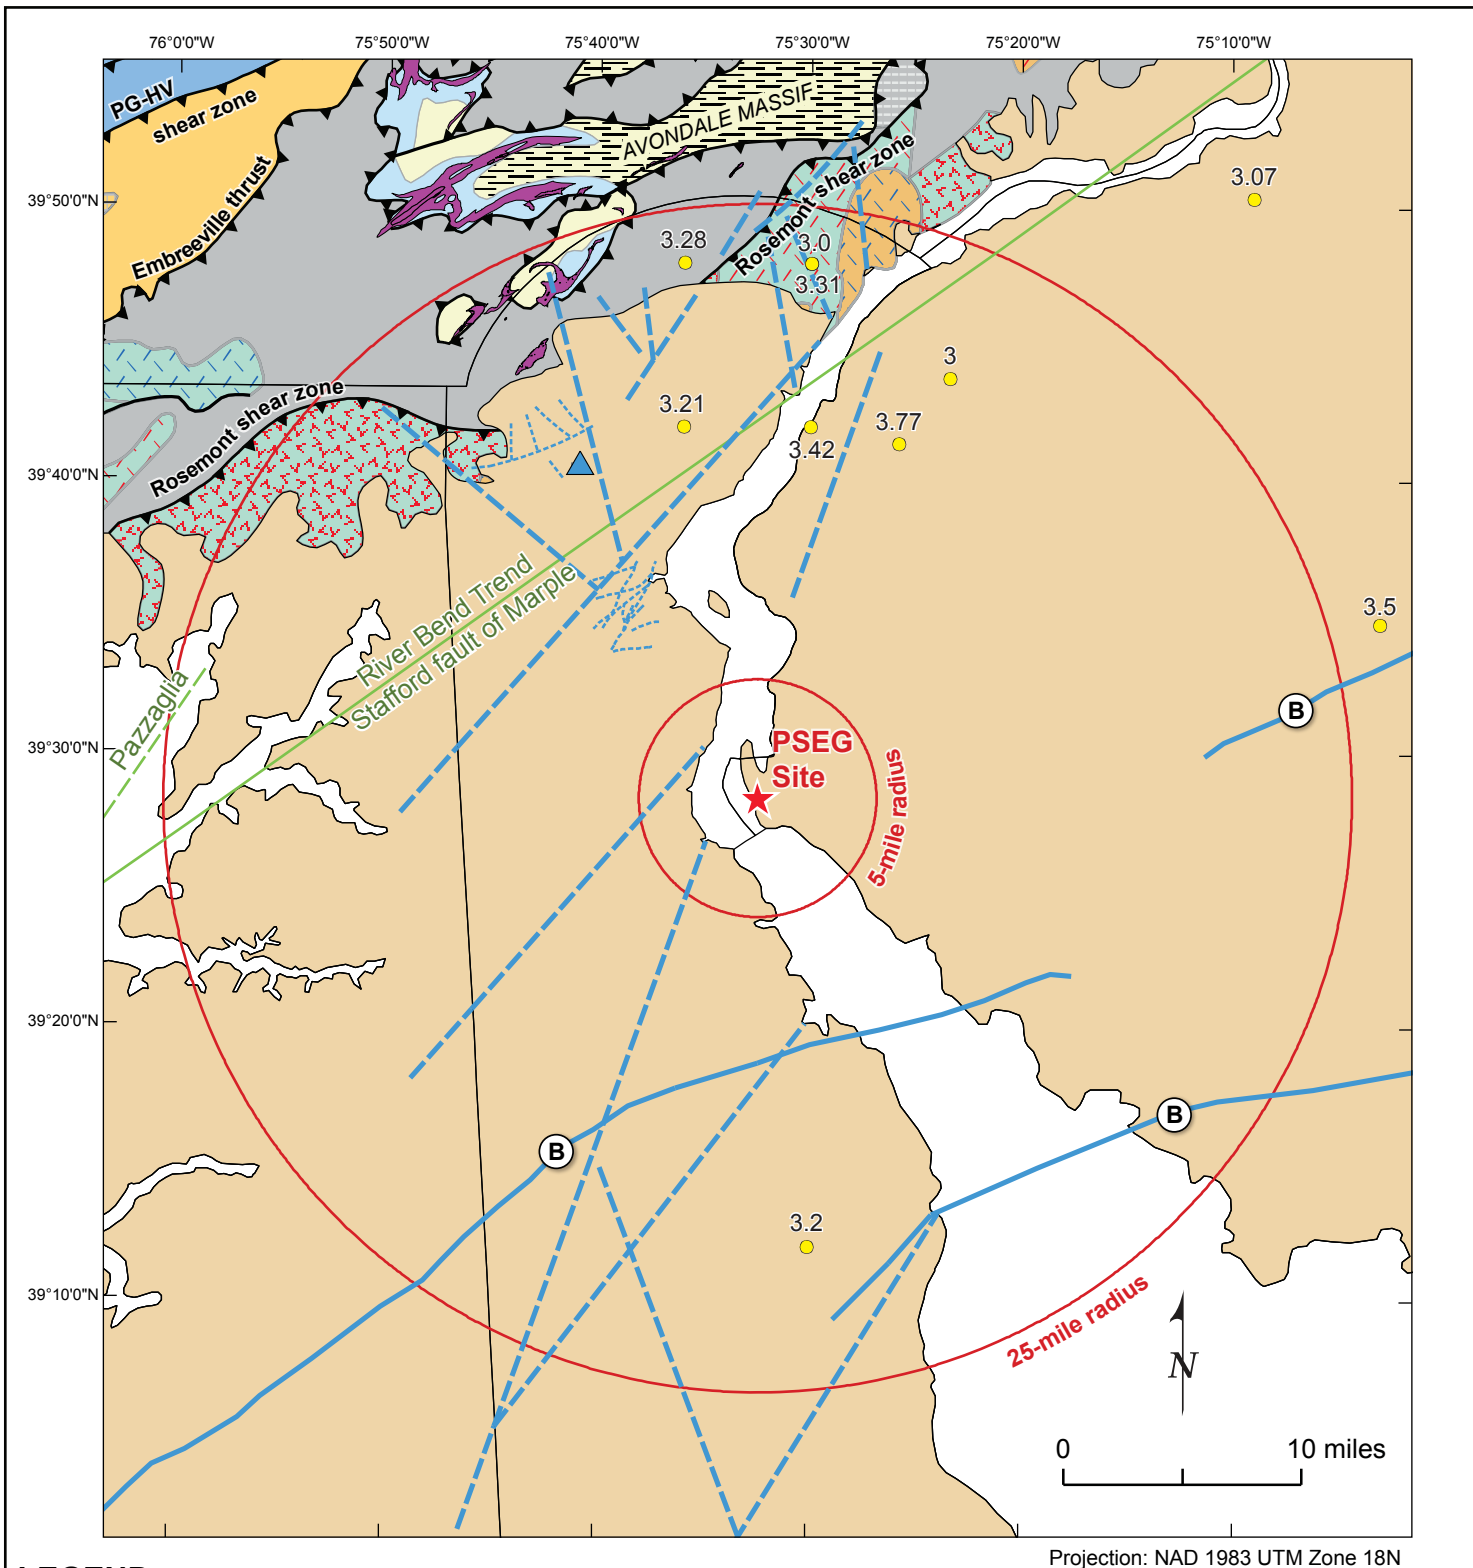 76°0'0"W
75°50'0"W
75°40'0"W
75°30'0"W
75°20'0"W
75°10'0"W
PG-HV
shear zone
AVONDALE MASSIF
Embreeville thrust
Rosemont shear zone
39°50'0"N
3.07
3.28
3.0
3.31
3
3.21
3.77
3.42
Rosemont shear zone
39°40'0"N
River Bend Trend
Stafford fault of Marple
3.5
Pazzaglia
B
39°30'0"N
PSEG
Site
5-mile radius
39°20'0"N
B
B
3.2
39°10'0"N
25-mile radius
N
0 10 miles
Projection: NAD 1983 UTM Zone 18N